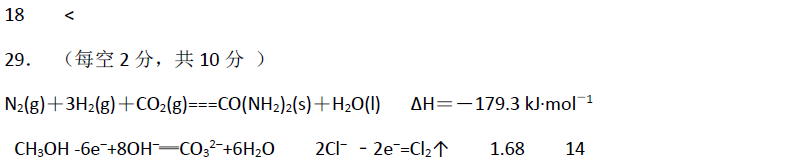 18 <
29. （每空 2 分，共 10 分 ）
N₂(g)＋3H₂(g)＋CO₂(g)===CO(NH₂)₂(s)＋H₂O(l) ΔH＝－179.3 kJ·mol⁻¹
CH₃OH -6e⁻+8OH⁻══CO₃²⁻+6H₂O 2Cl⁻ - 2e⁻=Cl₂↑ 1.68 14